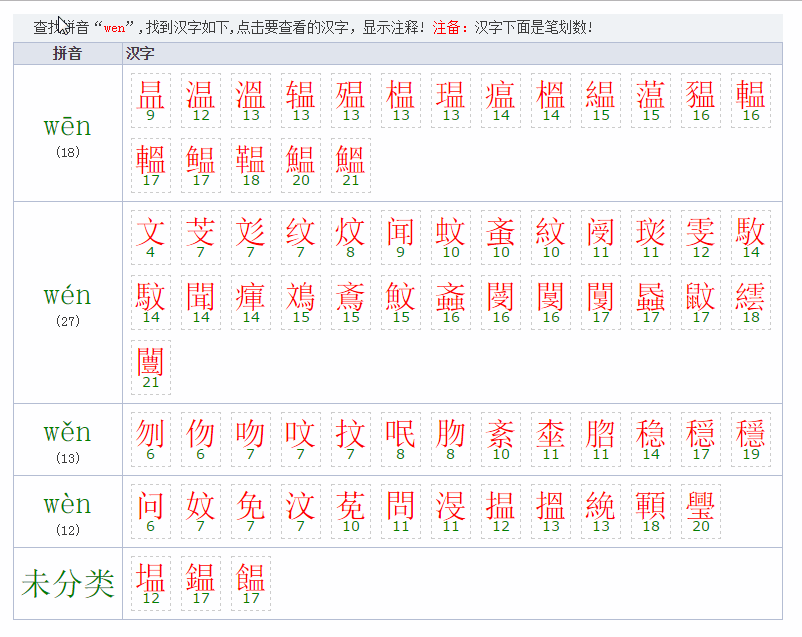 查找拼音“wen”,找到汉字如下,点击要查看的汉字，显示注释! 注备：汉字下面是笔划数!
拼音 汉字
wēn
(18)
昷 温 溫 辒 殟 榅 瑥 瘟 榲 緼 蕰 豱 輼
9 12 13 13 13 13 13 14 14 15 15 16 16
轀 鳁 鞰 鰛 鰮
17 17 18 20 21
wén
(27)
文 芠 彣 纹 炆 闻 蚊 蚉 紋 阌 珳 雯 駇
4 7 7 7 8 9 10 10 10 11 11 12 14
馼 聞 瘒 鳼 鴍 魰 螡 閿 閺 闅 蟁 鼤 繧
14 14 14 15 15 15 16 16 16 17 17 17 18
闦
21
wěn
(13)
刎 伆 吻 呅 抆 呡 肳 紊 桽 脗 稳 穏 穩
6 6 7 7 7 8 8 10 11 11 14 17 19
wèn
(12)
问 妏 免 汶 莬 問 渂 揾 搵 絻 顐 璺
6 7 7 7 10 11 11 12 13 13 18 20
未分类
塭 鎾 饂
12 17 17